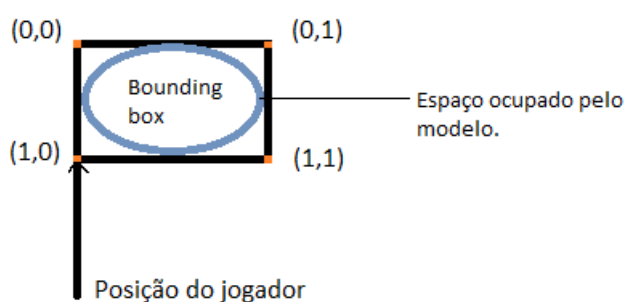 (0,0)
(0,1)
Bounding
box
Espaço ocupado pelo
modelo.
(1,0)
(1,1)
Posição do jogador